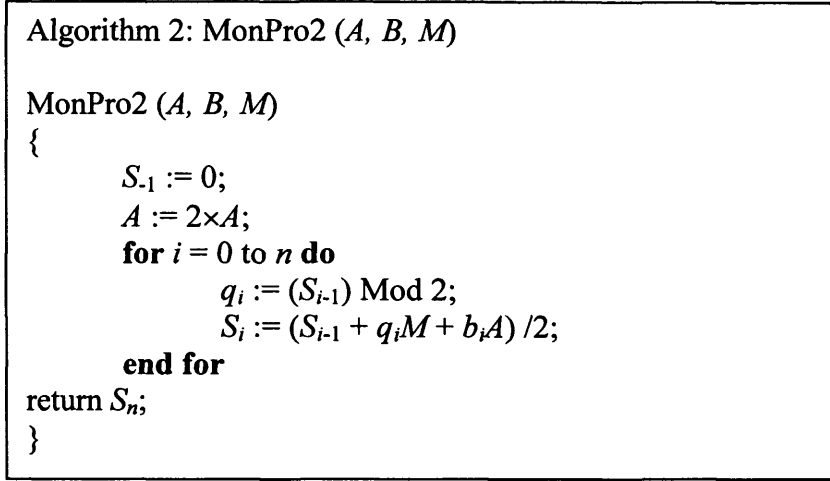 Algorithm 2: MonPro2 (A, B, M)
MonPro2 (A, B, M)
{
S₋₁ := 0;
A := 2×A;
for i = 0 to n do
qᵢ := (Sᵢ₋₁) Mod 2;
Sᵢ := (Sᵢ₋₁ + qᵢM + bᵢA) /2;
end for
return Sₙ;
}